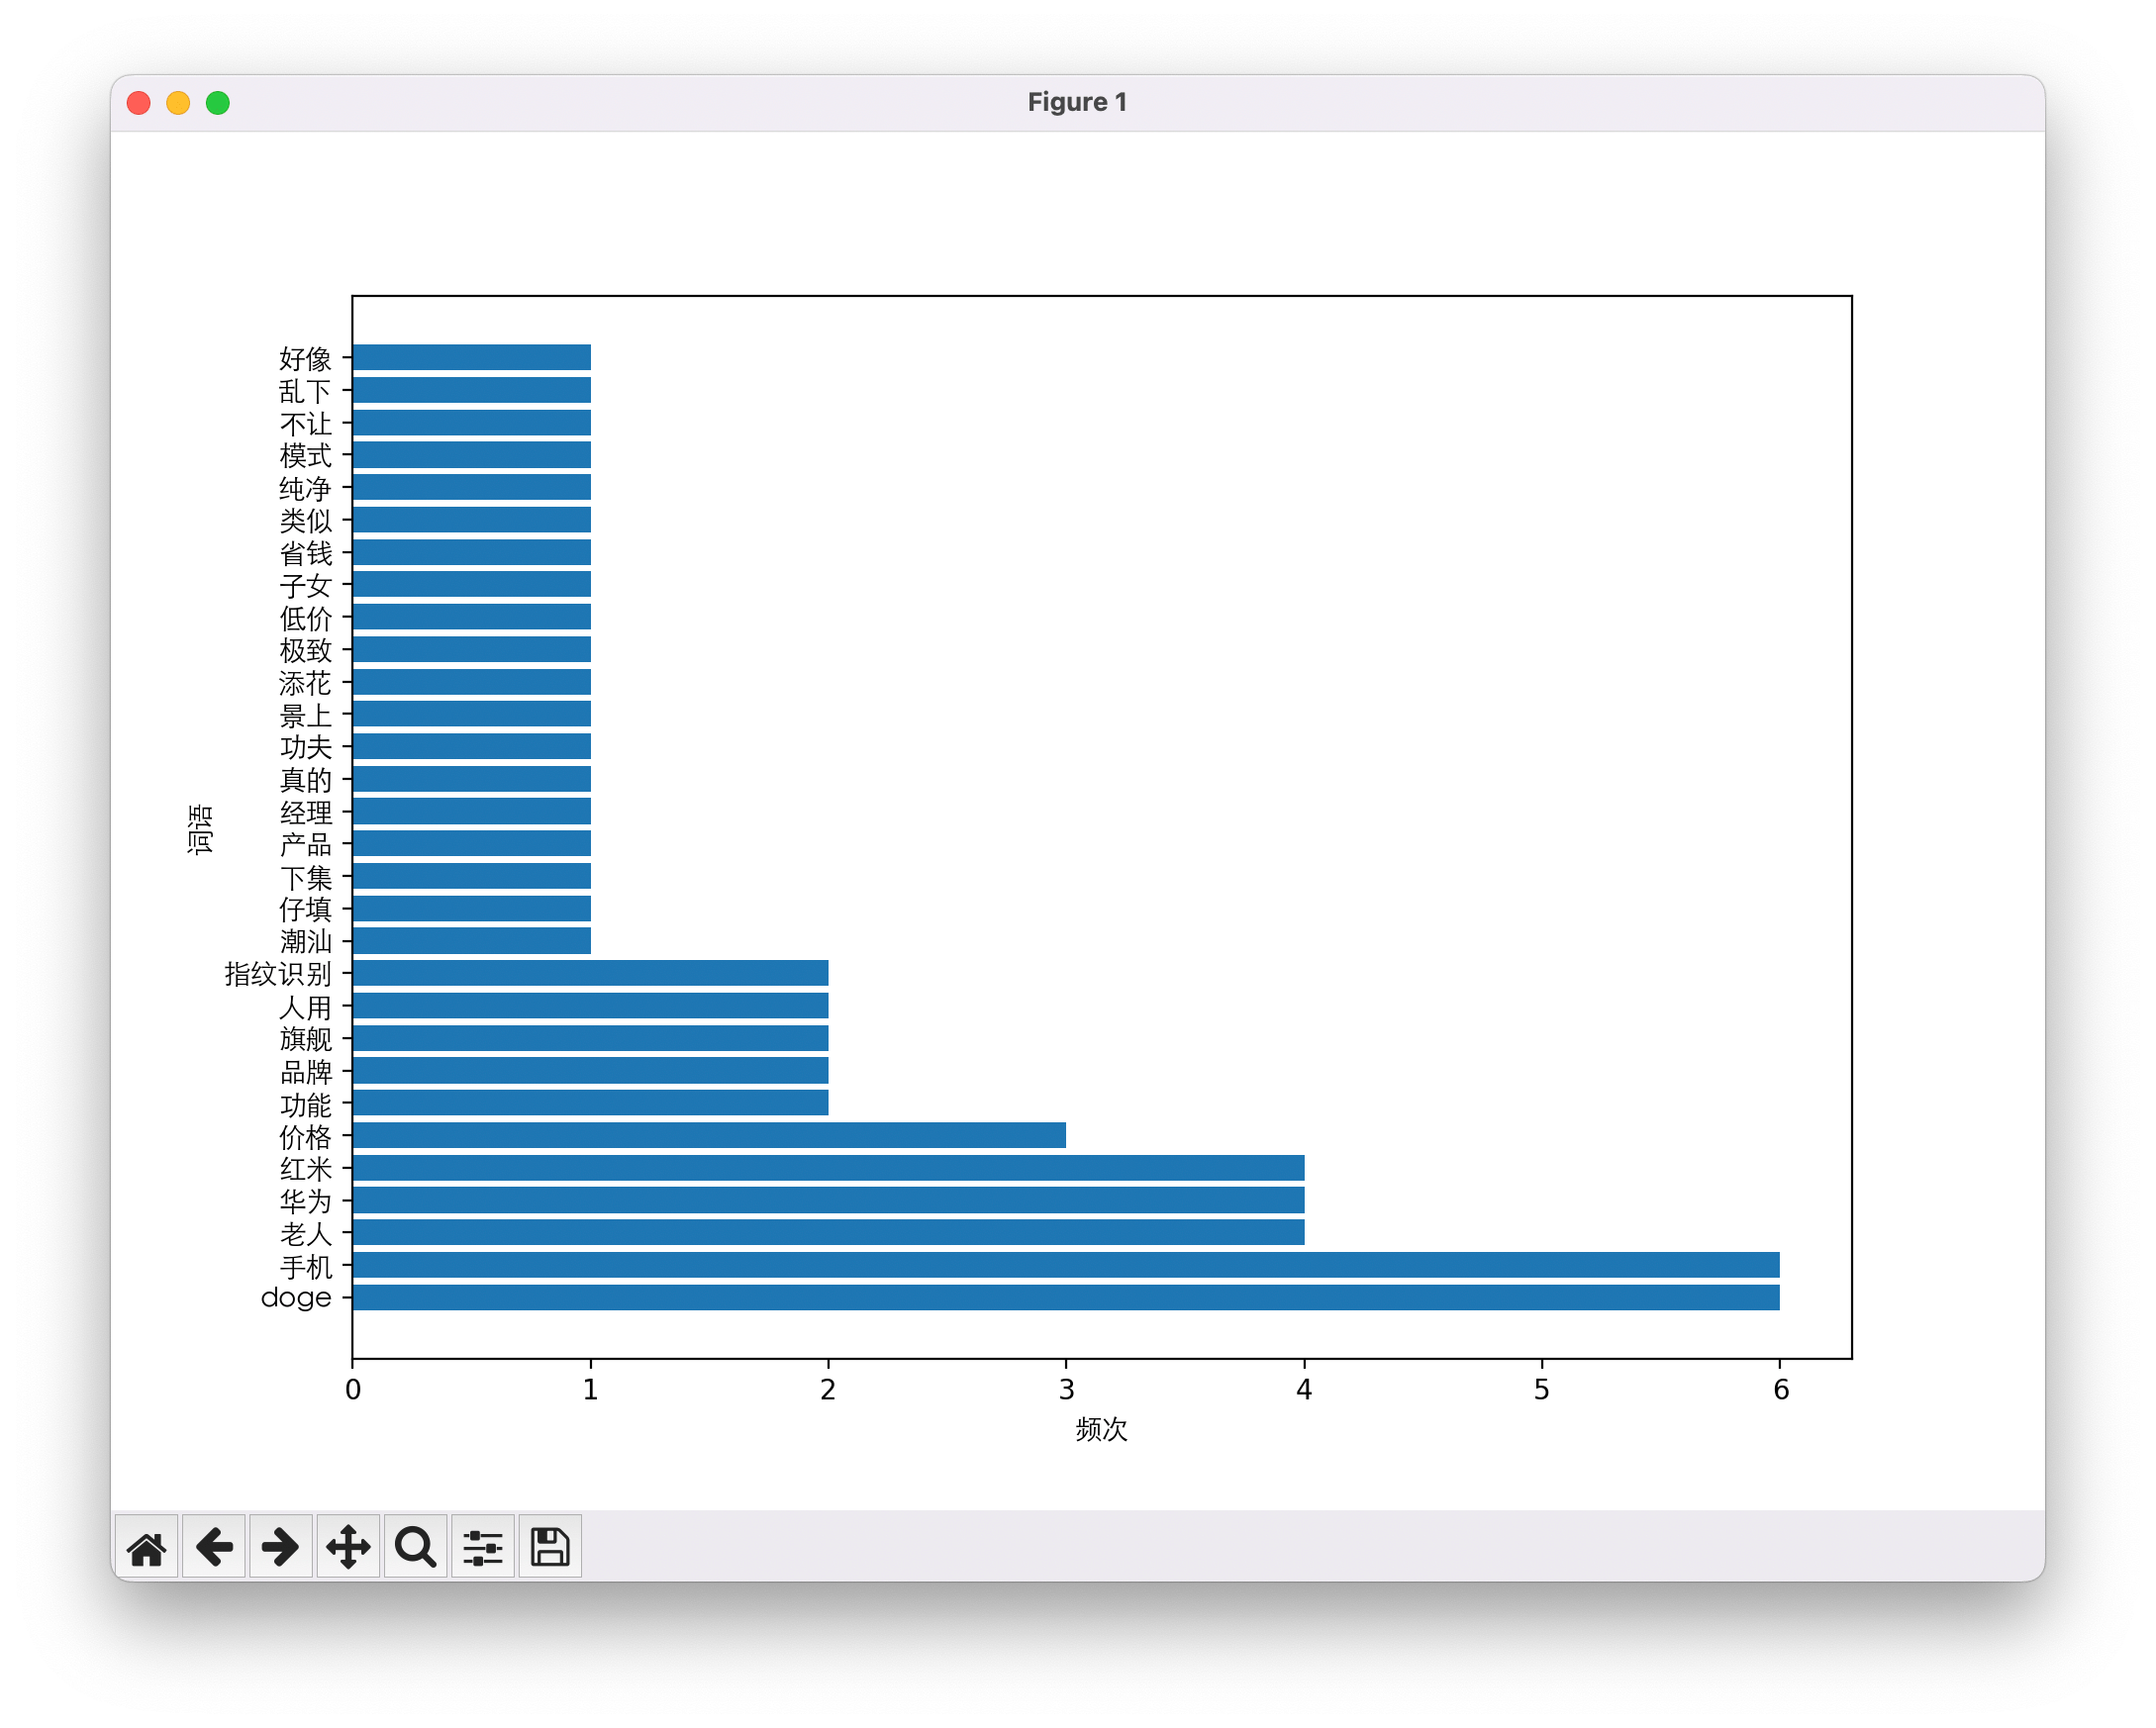 Figure 1
好像
乱下
不让
模式
纯净
类似
省钱
子女
低价
极致
添花
景上
功夫
真的
经理
产品
下集
仔填
潮汕
指纹识别
人用
旗舰
品牌
功能
价格
红米
华为
老人
手机
doge
词语
0 1 2 3 4 5 6
频次